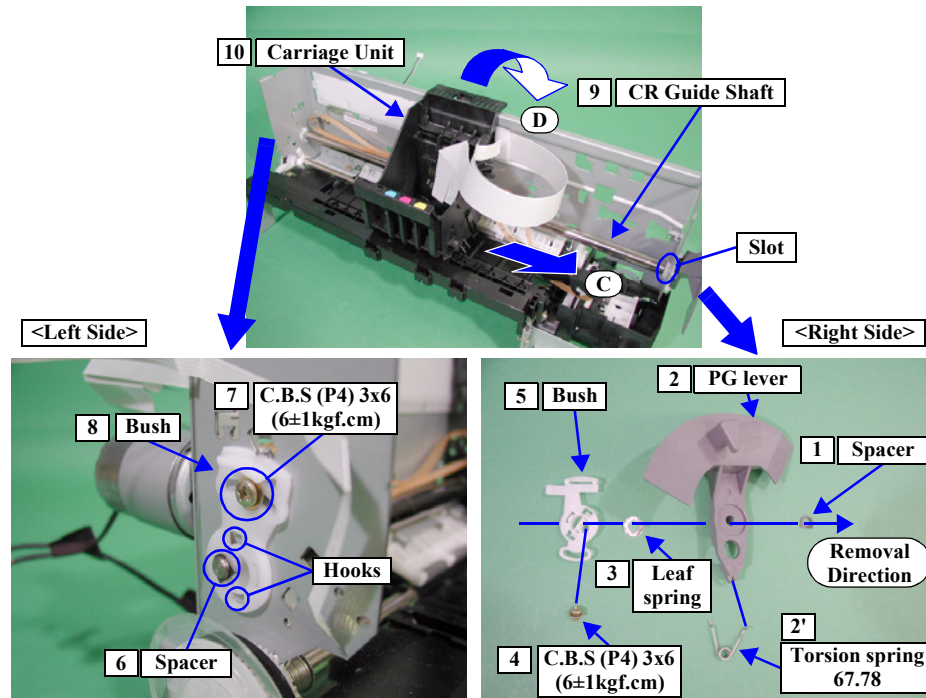 10 Carriage Unit
D
9 CR Guide Shaft
Slot
C
<Left Side>
<Right Side>
7 C.B.S (P4) 3x6
(6±1kgf.cm)
8 Bush
Hooks
6 Spacer
2 PG lever
5 Bush
1 Spacer
Removal
Direction
3 Leaf
spring
4 C.B.S (P4) 3x6
(6±1kgf.cm)
2'
Torsion spring
67.78